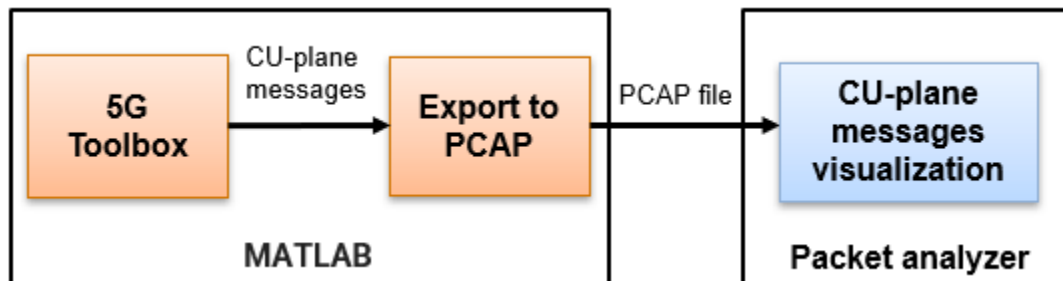 5G
Toolbox
CU-plane
messages
Export to
PCAP
PCAP file
CU-plane
messages
visualization
MATLAB
Packet analyzer